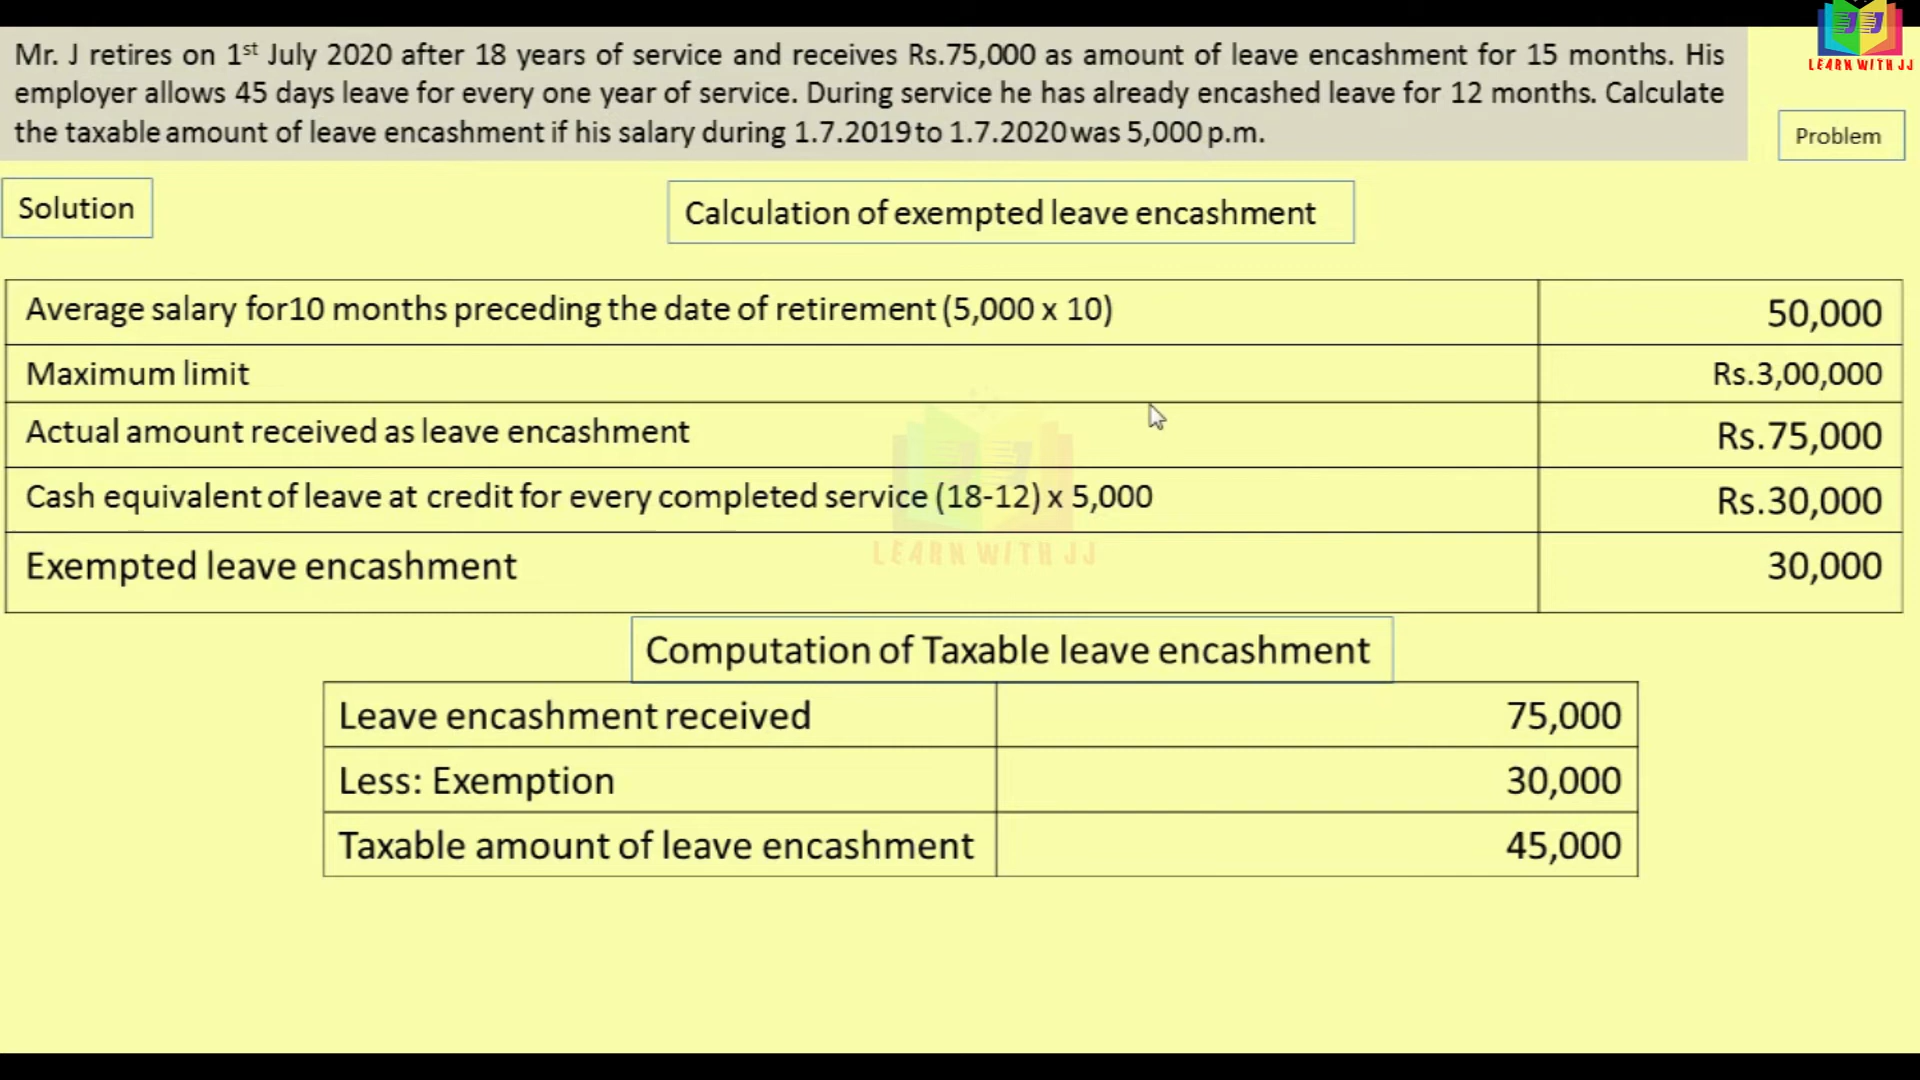 LEARN WITH JJ
Mr. J retires on 1st July 2020 after 18 years of service and receives Rs.75,000 as amount of leave encashment for 15 months. His
employer allows 45 days leave for every one year of service. During service he has already encashed leave for 12 months. Calculate
the taxable amount of leave encashment if his salary during 1.7.2019 to 1.7.2020 was 5,000 p.m.
Problem
Solution
Calculation of exempted leave encashment
Average salary for10 months preceding the date of retirement (5,000 x 10) 50,000
Maximum limit Rs.3,00,000
Actual amount received as leave encashment Rs.75,000
Cash equivalent of leave at credit for every completed service (18-12) x 5,000 Rs.30,000
LEARN WITH JJ
Exempted leave encashment 30,000
Computation of Taxable leave encashment
Leave encashment received 75,000
Less: Exemption 30,000
Taxable amount of leave encashment 45,000